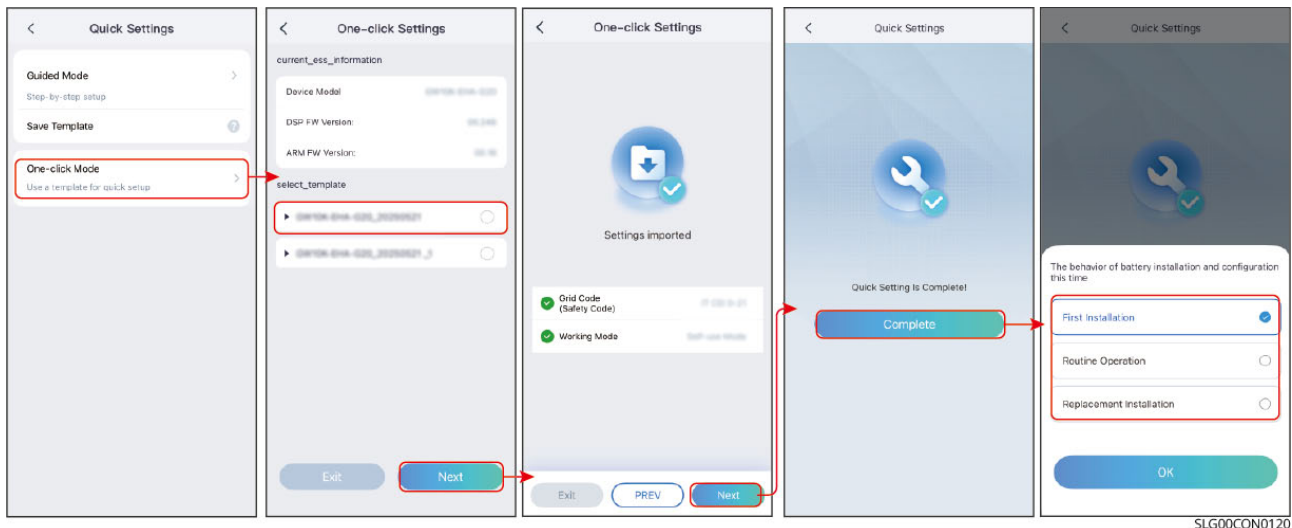 Quick Settings
Guided Mode
Step-by-step setup
Save Template
One-click Mode
Use a template for quick setup
One-click Settings
current_ess_information
Device Model
DSP FW Version:
ARM FW Version:
select_template
Exit
Next
One-click Settings
Settings imported
Grid Code
(Safety Code)
Working Mode
Exit
PREV
Next
Quick Settings
Quick Setting Is Complete!
Complete
Quick Settings
The behavior of battery installation and configuration
this time
First Installation
Routine Operation
Replacement Installation
OK
SLG00CON0120